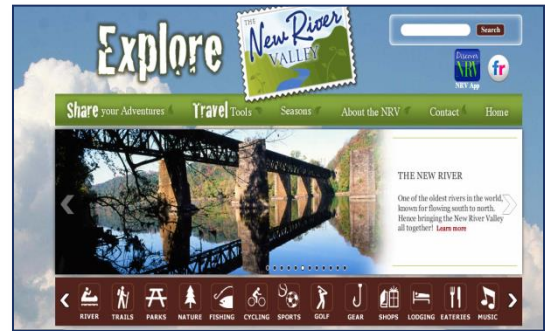 Explore
THE
New River
VALLEY
Search
Discover
NRV
NRV App
fr
Share your Adventures Travel Tools Seasons About the NRV Contact Home
THE NEW RIVER
One of the oldest rivers in the world,
known for flowing south to north.
Hence bringing the New River Valley
all together! Learn more
RIVER TRAILS PARKS NATURE FISHING CYCLING SPORTS GOLF GEAR SHOPS LODGING EATERIES MUSIC